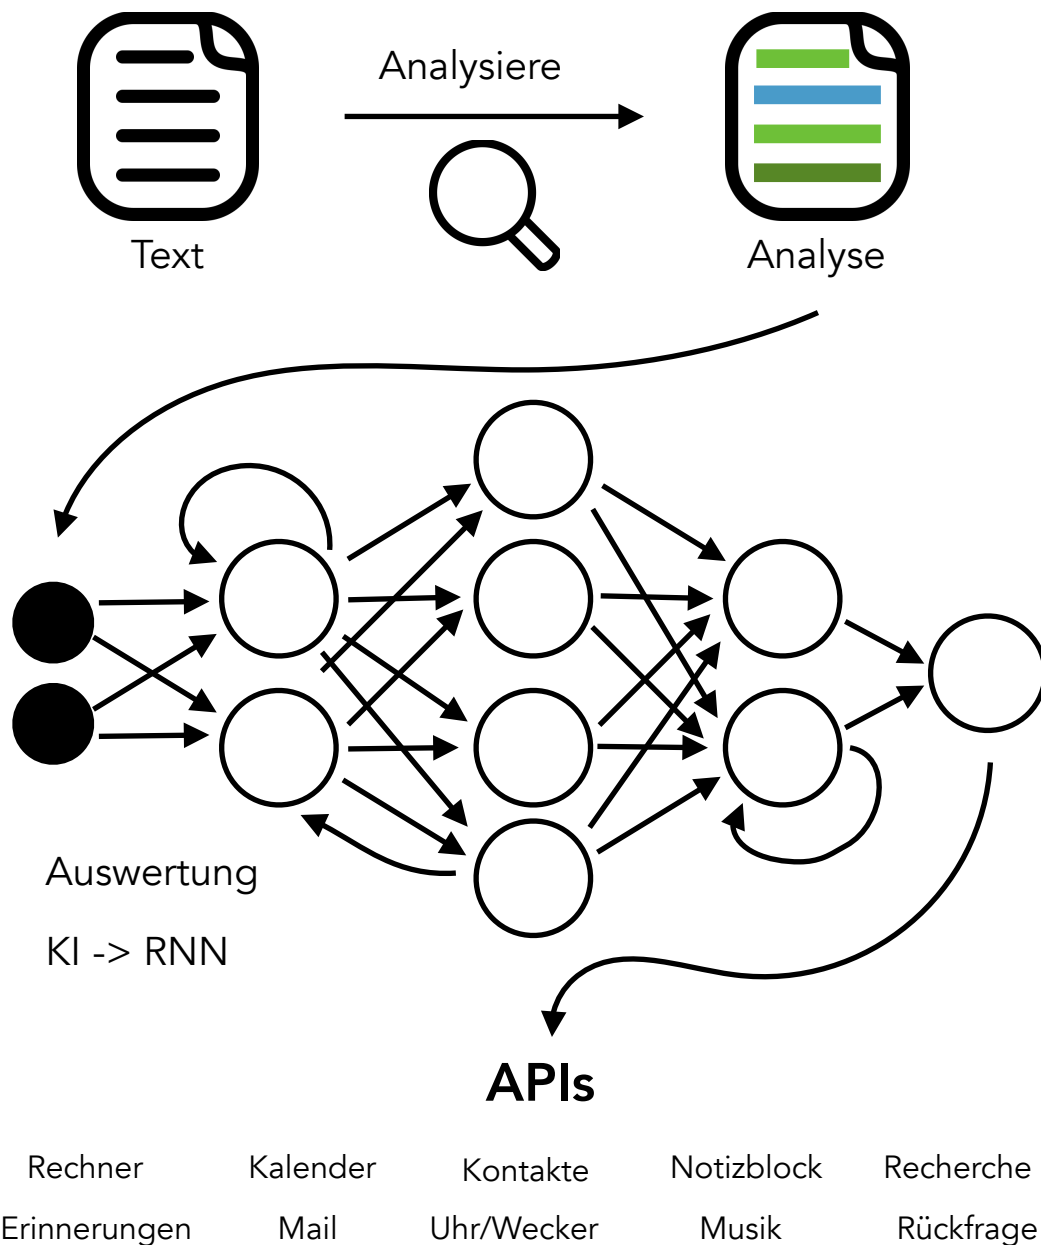 Analysiere
Text
Analyse
Auswertung
KI -> RNN
APIs
Rechner Kalender Kontakte Notizblock Recherche
Erinnerungen Mail Uhr/Wecker Musik Rückfrage